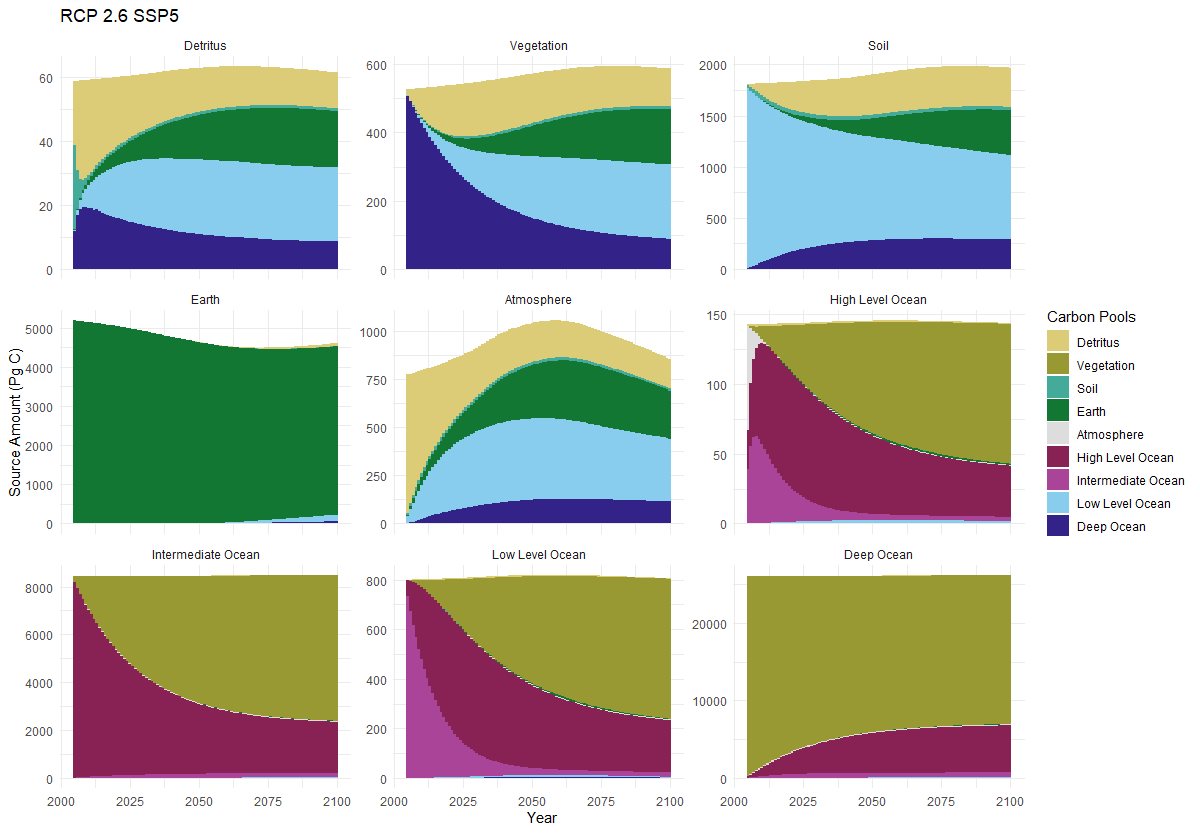 RCP 2.6 SSP5
Detritus
Vegetation
Soil
60
40
20
0
600
400
200
0
2000
1500
1000
500
0
Earth
Atmosphere
High Level Ocean
5000
4000
3000
2000
1000
0
1000
750
500
250
0
150
100
50
0
Intermediate Ocean
Low Level Ocean
Deep Ocean
8000
6000
4000
2000
0
800
600
400
200
0
20000
10000
0
2000 2025 2050 2075 2100
2000 2025 2050 2075 2100
2000 2025 2050 2075 2100
Year
Source Amount (Pg C)
Carbon Pools
Detritus
Vegetation
Soil
Earth
Atmosphere
High Level Ocean
Intermediate Ocean
Low Level Ocean
Deep Ocean